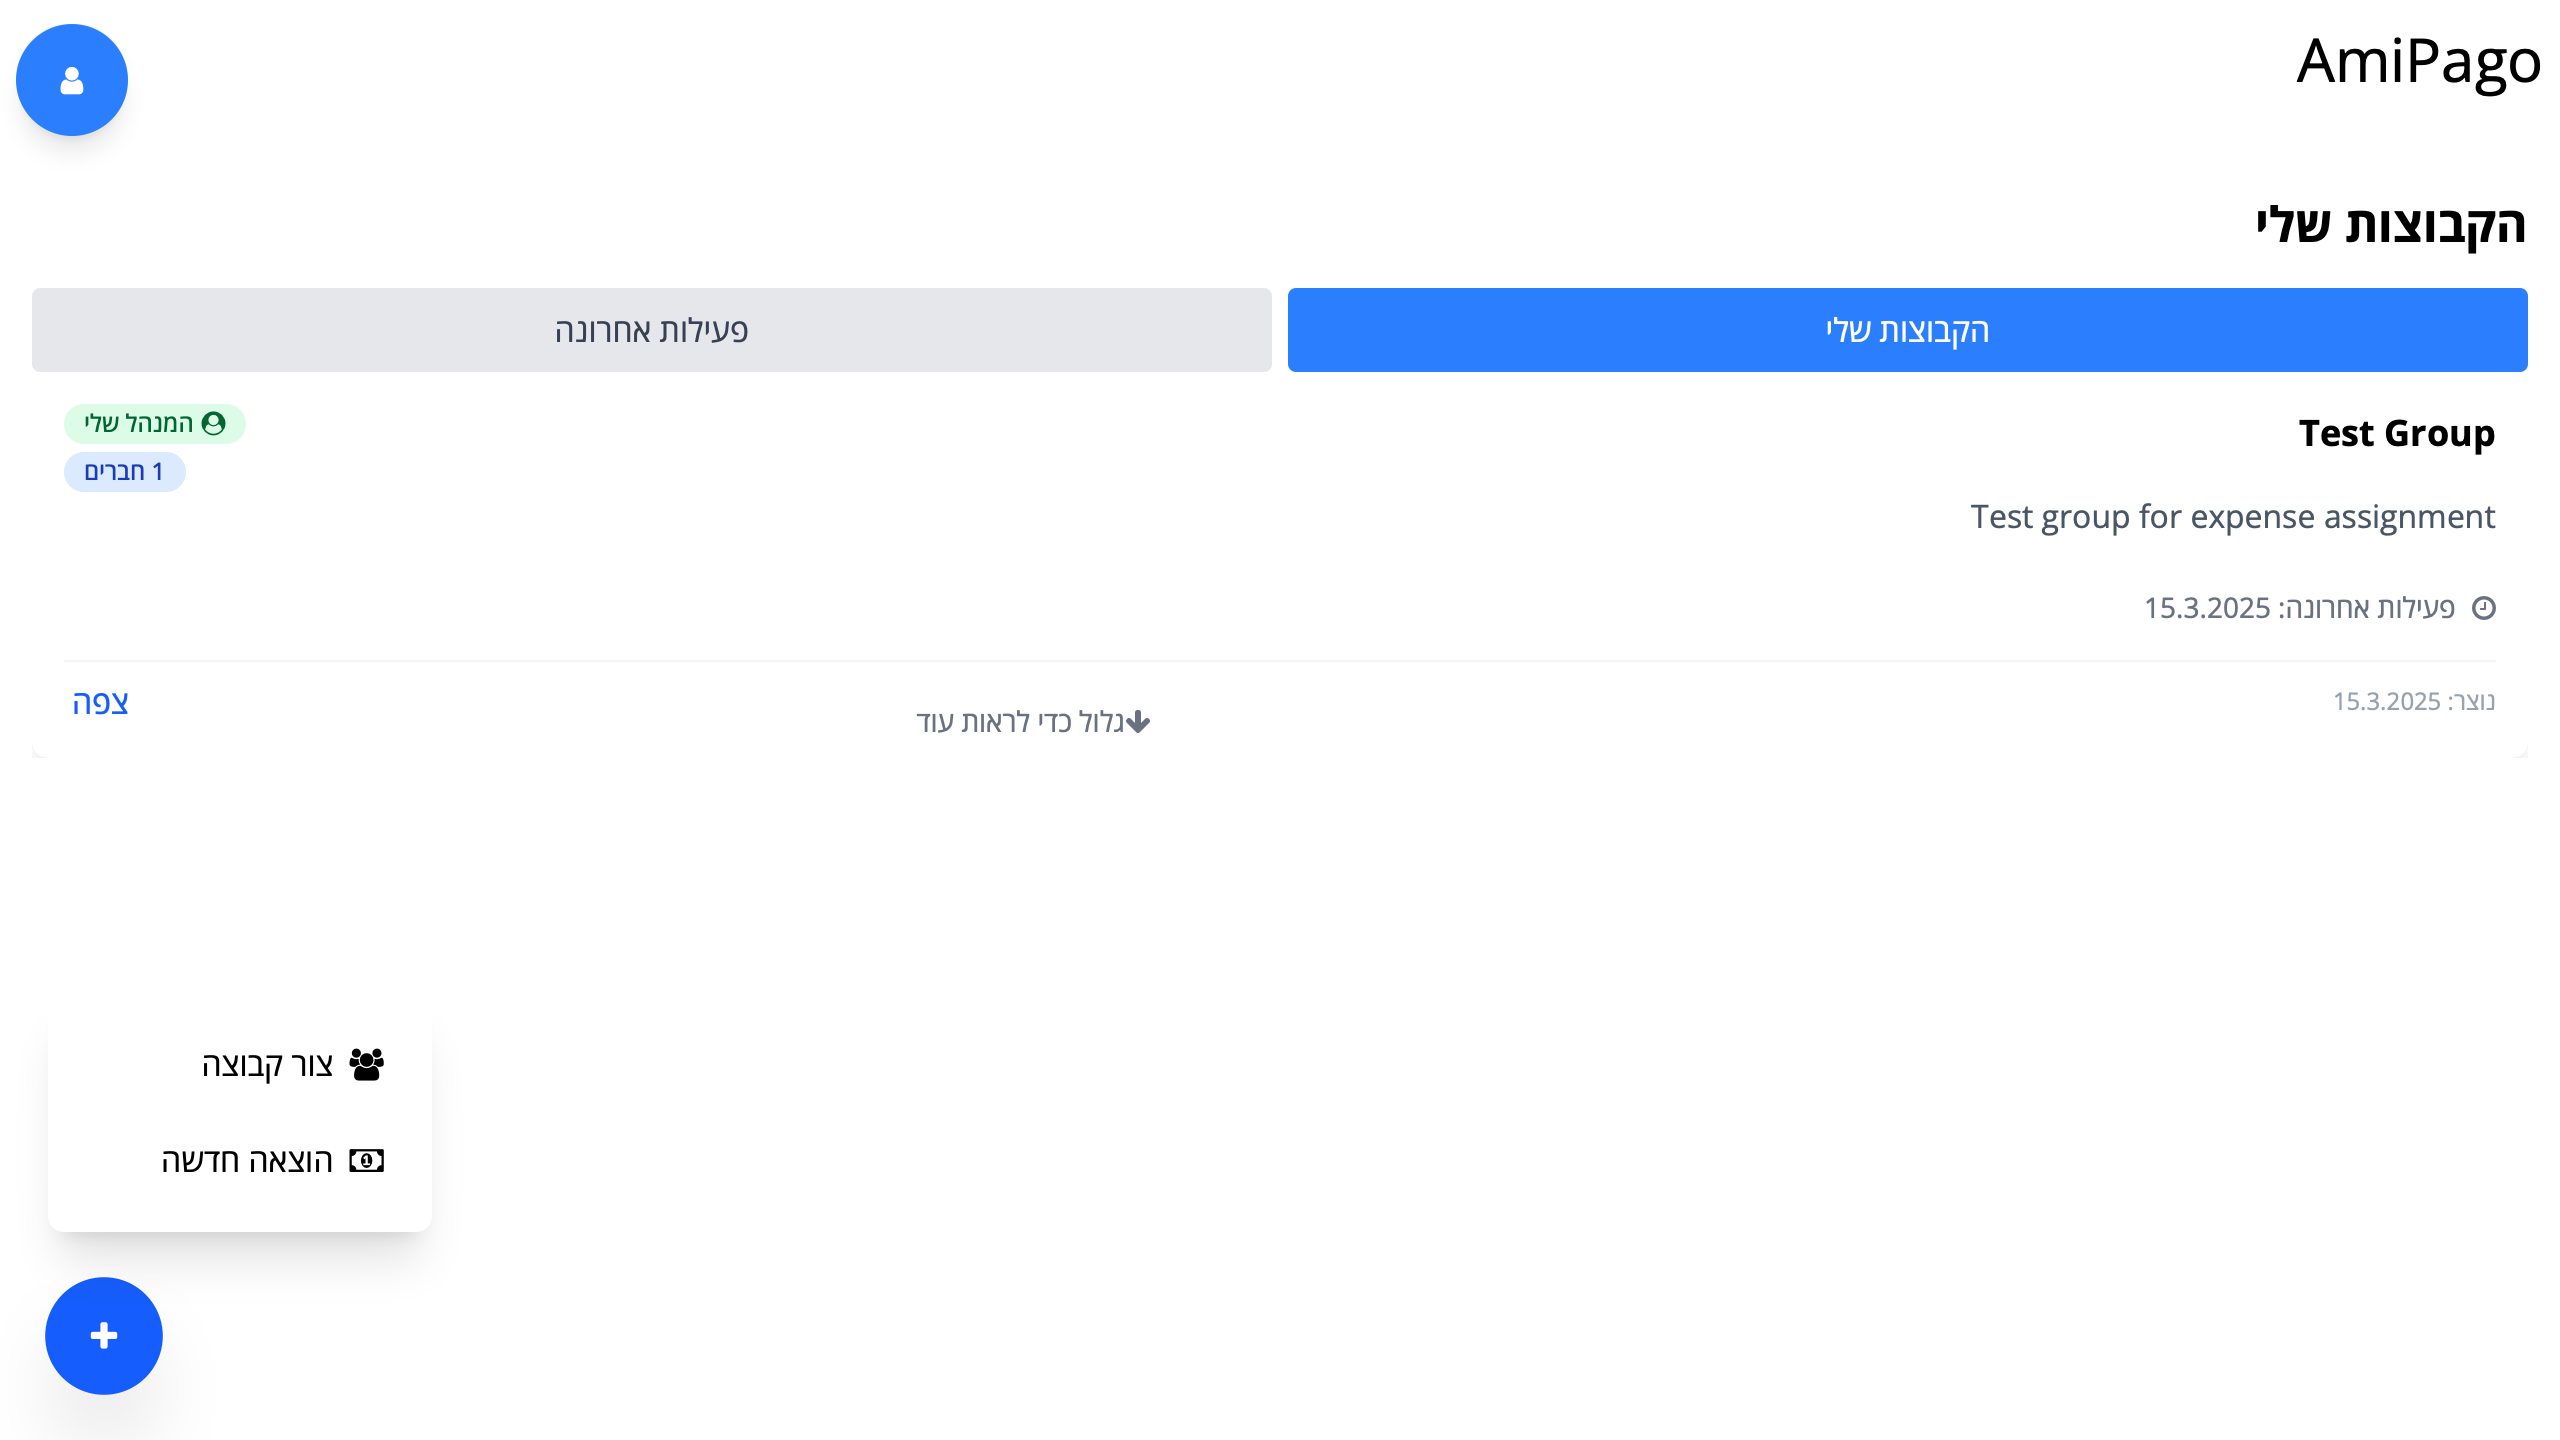 AmiPago
הקבוצות שלי
הקבוצות שלי
פעילות אחרונה
Test Group
המנהל שלי
1 חברים
Test group for expense assignment
פעילות אחרונה: 15.3.2025
נוצר: 15.3.2025
גלול כדי לראות עוד
צפה
צור קבוצה
הוצאה חדשה